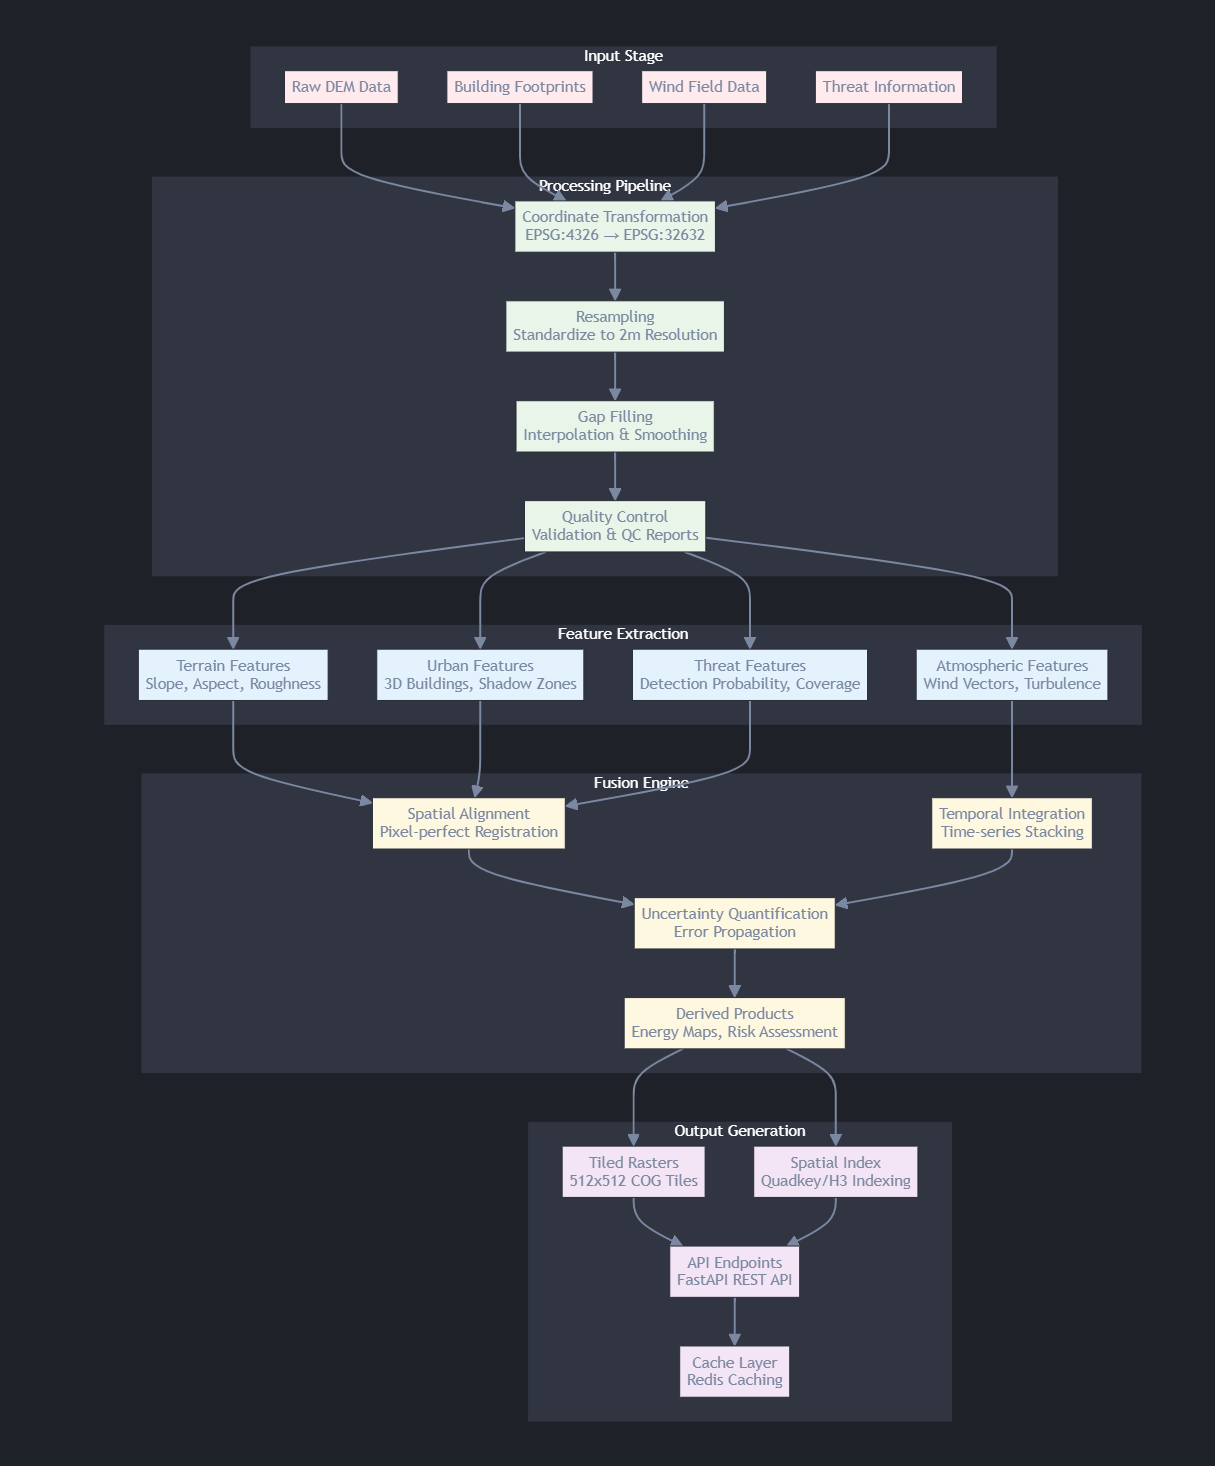 Input Stage
Raw DEM Data
Building Footprints
Wind Field Data
Threat Information
Processing Pipeline
Coordinate Transformation
EPSG:4326 → EPSG:32632
Resampling
Standardize to 2m Resolution
Gap Filling
Interpolation & Smoothing
Quality Control
Validation & QC Reports
Feature Extraction
Terrain Features
Slope, Aspect, Roughness
Urban Features
3D Buildings, Shadow Zones
Threat Features
Detection Probability, Coverage
Atmospheric Features
Wind Vectors, Turbulence
Fusion Engine
Spatial Alignment
Pixel-perfect Registration
Temporal Integration
Time-series Stacking
Uncertainty Quantification
Error Propagation
Derived Products
Energy Maps, Risk Assessment
Output Generation
Tiled Rasters
512x512 COG Tiles
Spatial Index
Quadkey/H3 Indexing
API Endpoints
FastAPI REST API
Cache Layer
Redis Caching